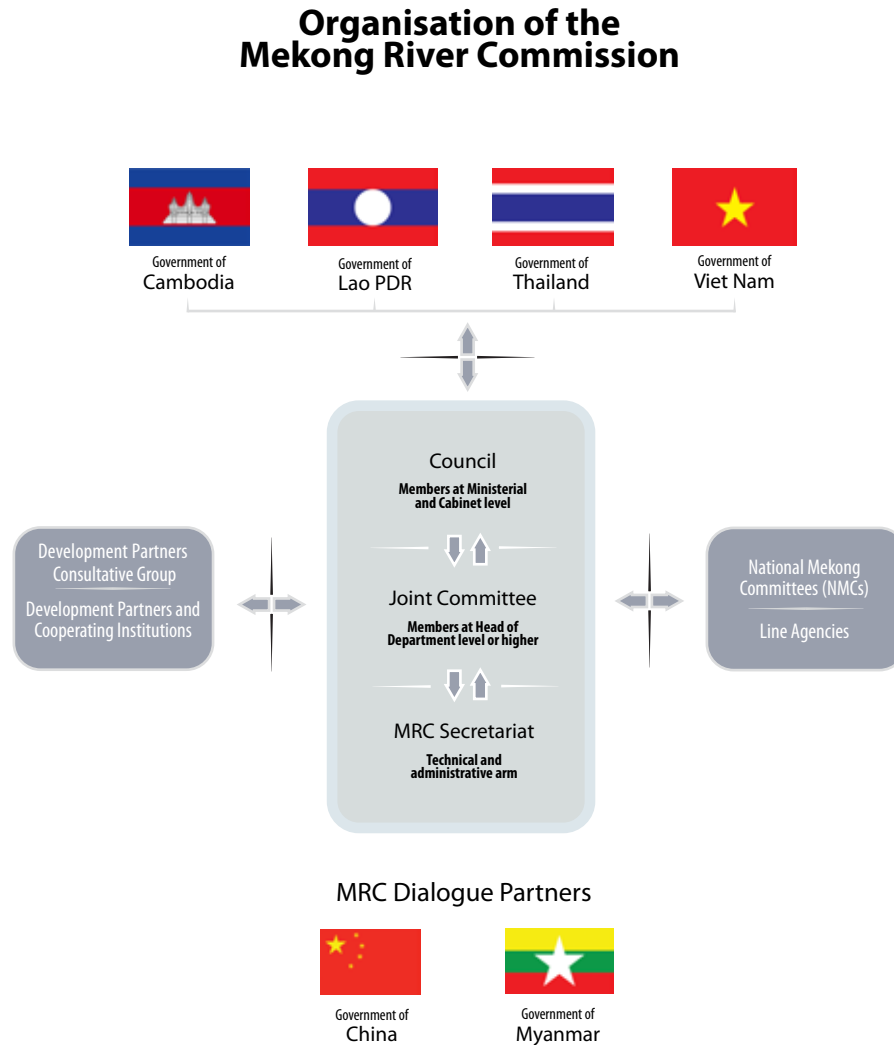 Organisation of the
Mekong River Commission
Government of
Cambodia
Government of
Lao PDR
Government of
Thailand
Government of
Viet Nam
Council
Members at Ministerial
and Cabinet level
Development Partners
Consultative Group
Development Partners and
Cooperating Institutions
Joint Committee
Members at Head of
Department level or higher
National Mekong
Committees (NMCs)
Line Agencies
MRC Secretariat
Technical and
administrative arm
MRC Dialogue Partners
Government of
China
Government of
Myanmar